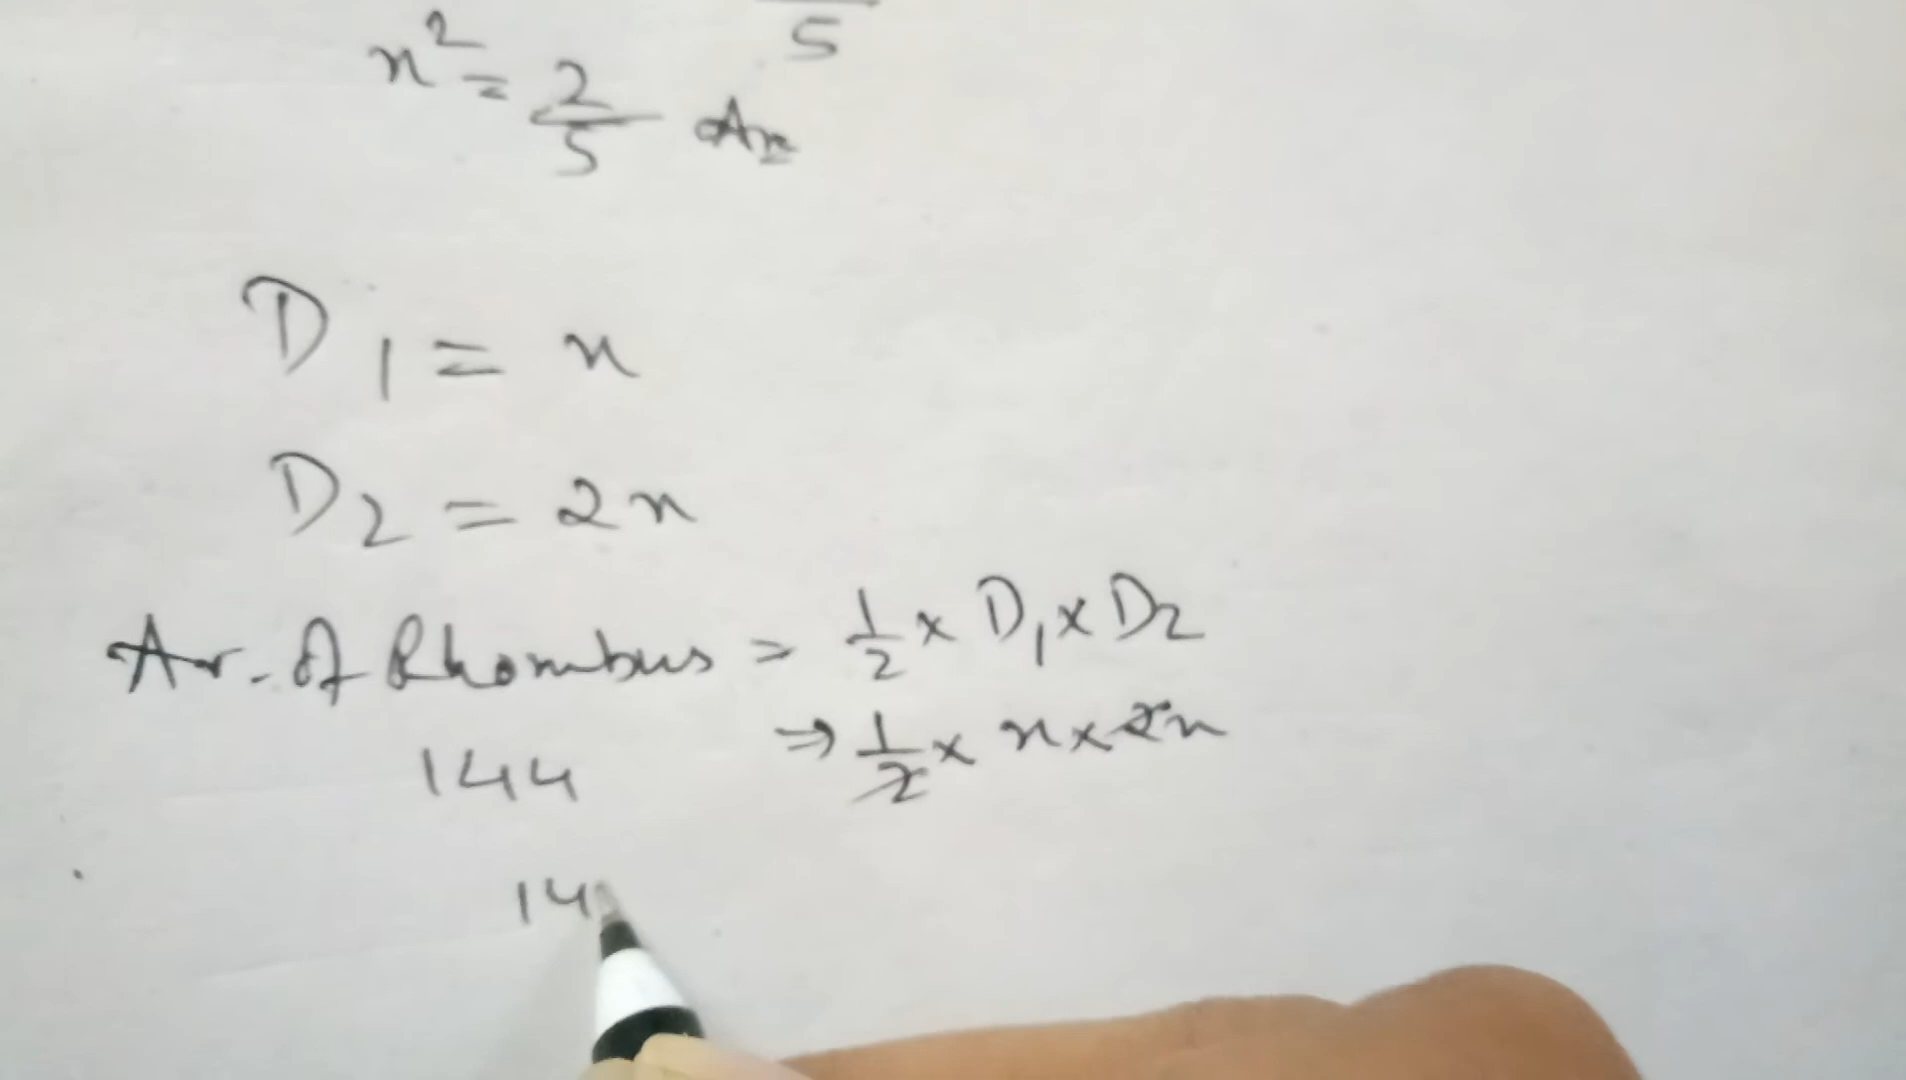 5
x² = 2/5 Ar
D₁ = x
D₂ = 2x
Ar. Of Rhombus = 1/2 × D₁ × D₂
144 ⇒ 1/2 × x × 2x
14